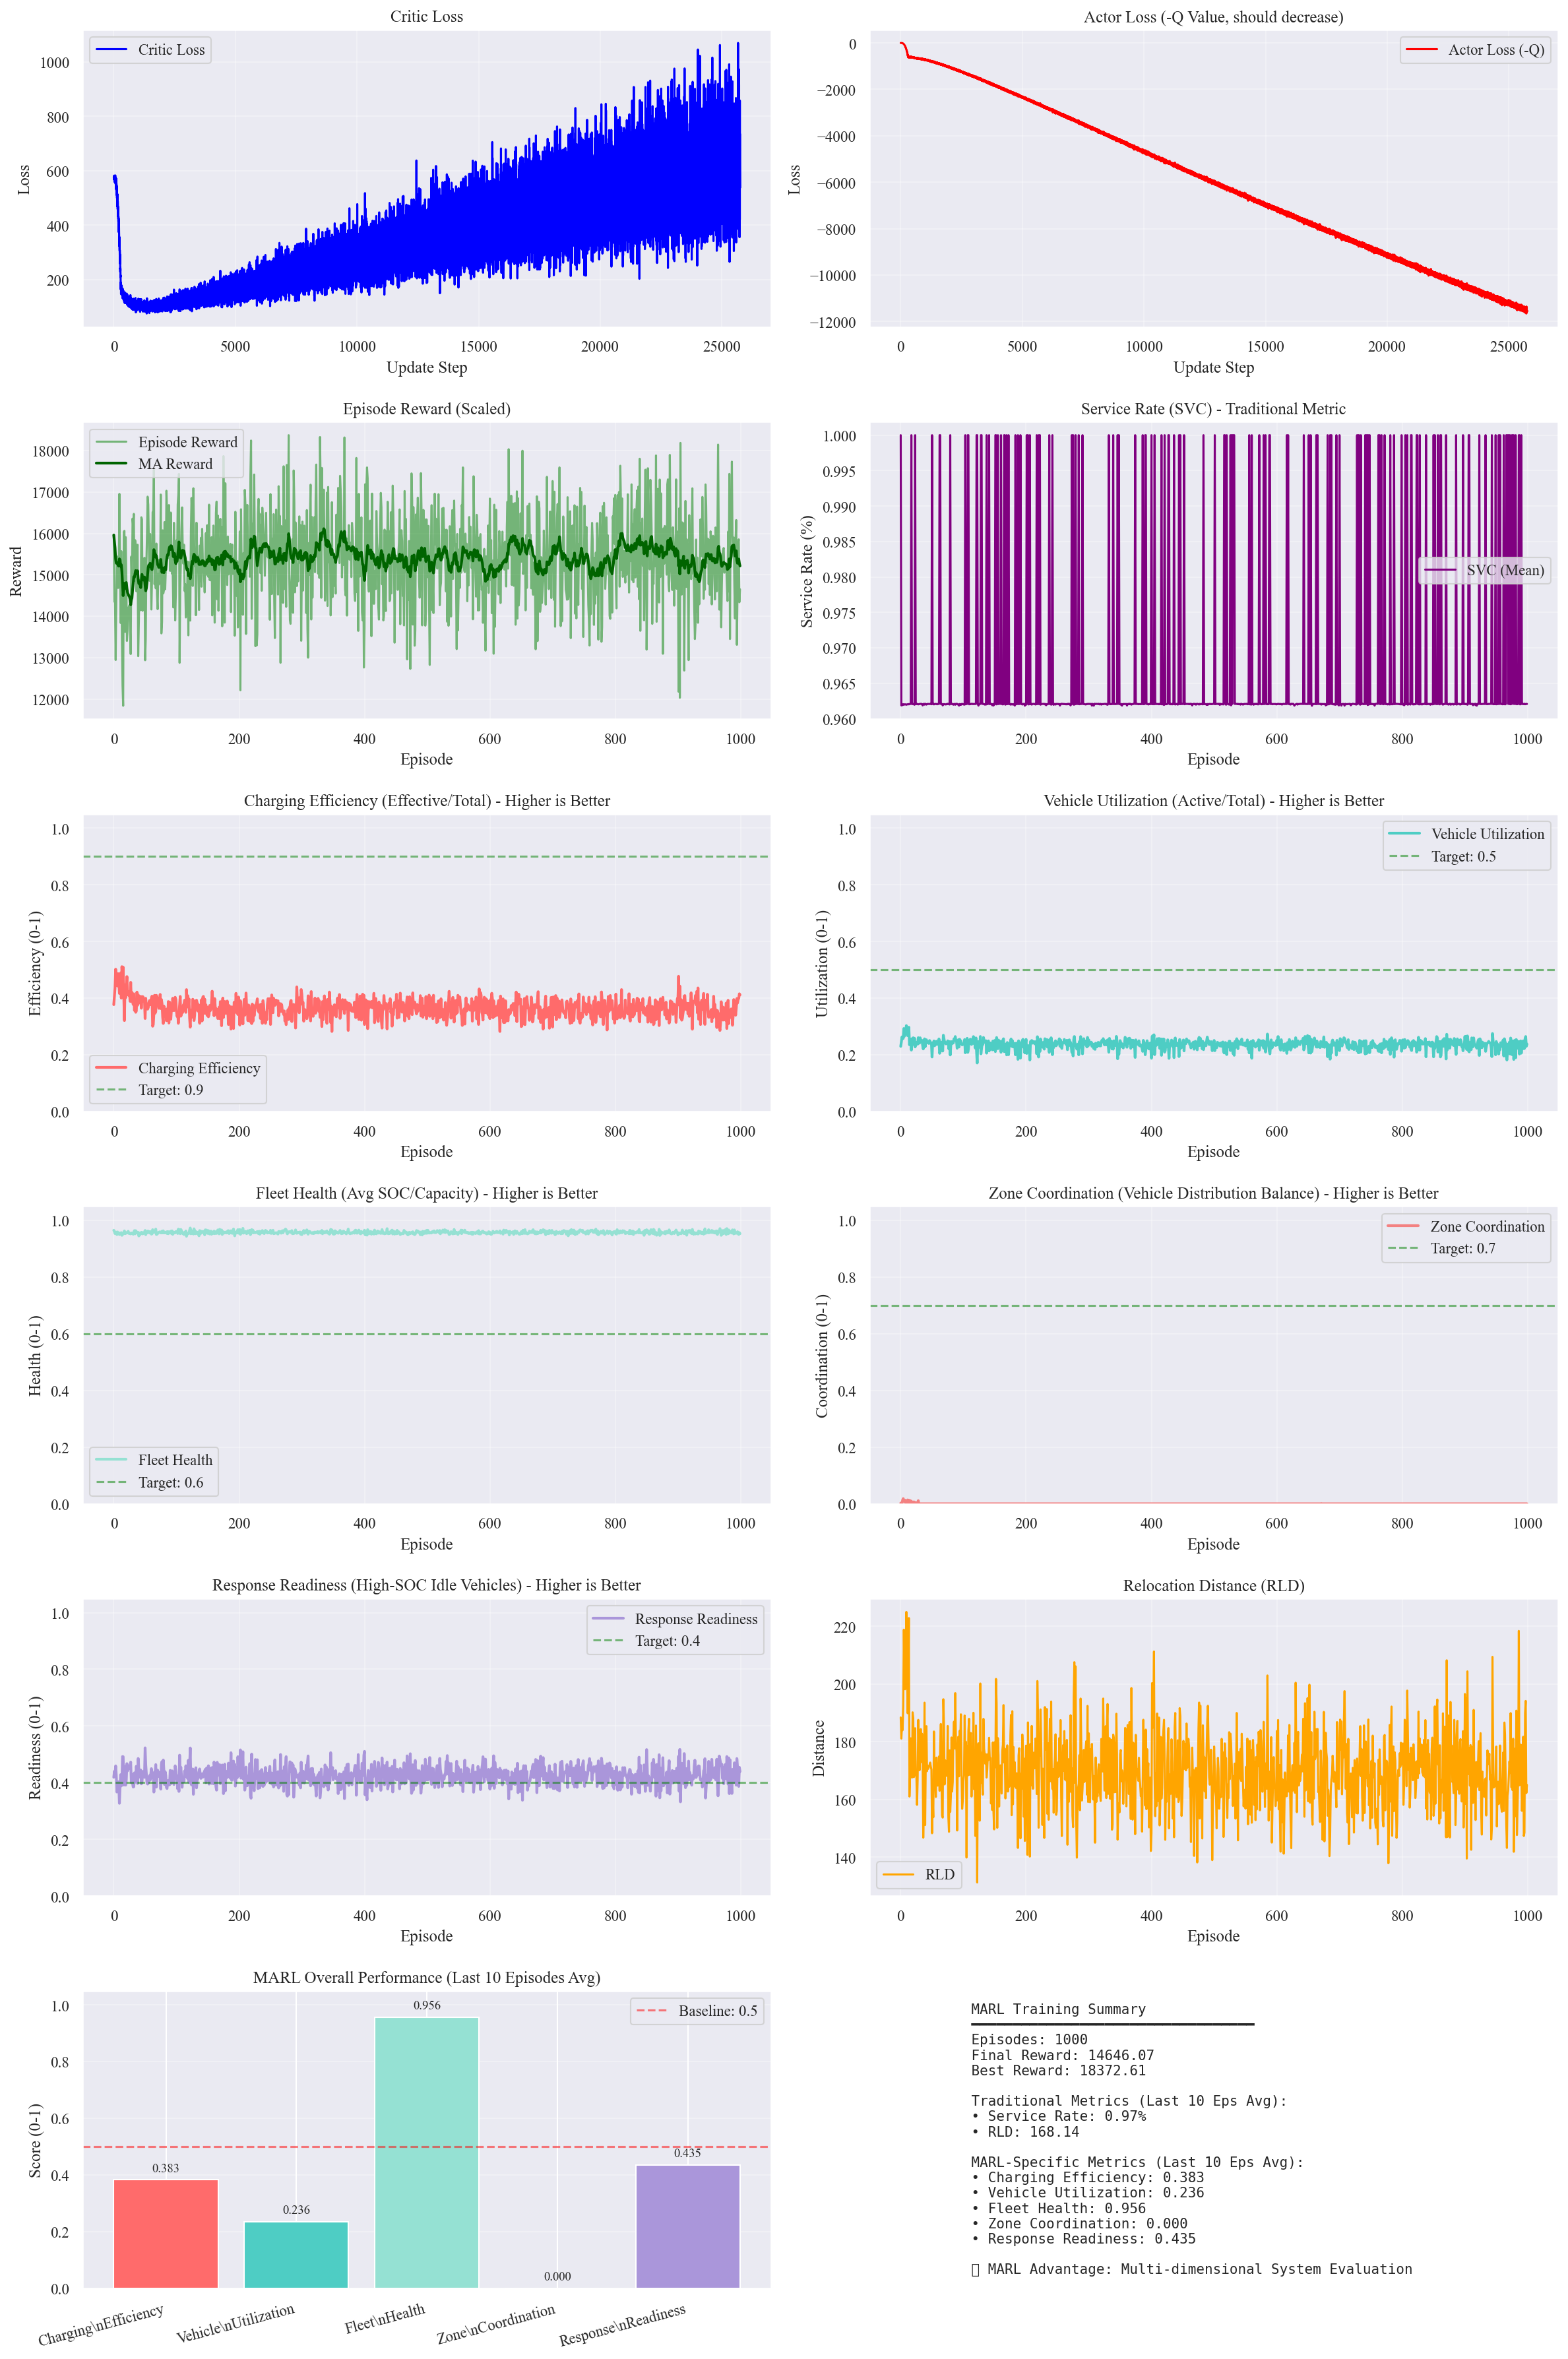 Critic Loss
Critic Loss
Loss
1000
800
600
400
200
0
5000
10000
15000
20000
25000
Update Step
Actor Loss (-Q Value, should decrease)
Actor Loss (-Q)
Loss
0
−2000
−4000
−6000
−8000
−10000
−12000
0
5000
10000
15000
20000
25000
Update Step
Episode Reward (Scaled)
Episode Reward
MA Reward
Reward
18000
17000
16000
15000
14000
13000
12000
0
200
400
600
800
1000
Episode
Service Rate (SVC) - Traditional Metric
SVC (Mean)
Service Rate (%)
1.000
0.995
0.990
0.985
0.980
0.975
0.970
0.965
0.960
0
200
400
600
800
1000
Episode
Charging Efficiency (Effective/Total) - Higher is Better
Efficiency (0-1)
1.0
0.8
0.6
0.4
0.2
0.0
Charging Efficiency
Target: 0.9
0
200
400
600
800
1000
Episode
Vehicle Utilization (Active/Total) - Higher is Better
Vehicle Utilization
Target: 0.5
Utilization (0-1)
1.0
0.8
0.6
0.4
0.2
0.0
0
200
400
600
800
1000
Episode
Fleet Health (Avg SOC/Capacity) - Higher is Better
Health (0-1)
1.0
0.8
0.6
0.4
0.2
0.0
Fleet Health
Target: 0.6
0
200
400
600
800
1000
Episode
Zone Coordination (Vehicle Distribution Balance) - Higher is Better
Zone Coordination
Target: 0.7
Coordination (0-1)
1.0
0.8
0.6
0.4
0.2
0.0
0
200
400
600
800
1000
Episode
Response Readiness (High-SOC Idle Vehicles) - Higher is Better
Response Readiness
Target: 0.4
Readiness (0-1)
1.0
0.8
0.6
0.4
0.2
0.0
0
200
400
600
800
1000
Episode
Relocation Distance (RLD)
Distance
220
200
180
160
140
RLD
0
200
400
600
800
1000
Episode
MARL Overall Performance (Last 10 Episodes Avg)
Baseline: 0.5
Score (0-1)
1.0
0.8
0.6
0.4
0.2
0.0
0.383
0.236
0.956
0.000
0.435
Charging\nEfficiency
Vehicle\nUtilization
Fleet\nHealth
Zone\nCoordination
Response\nReadiness
MARL Training Summary
Episodes: 1000
Final Reward: 14646.07
Best Reward: 18372.61
Traditional Metrics (Last 10 Eps Avg):
• Service Rate: 0.97%
• RLD: 168.14
MARL-Specific Metrics (Last 10 Eps Avg):
• Charging Efficiency: 0.383
• Vehicle Utilization: 0.236
• Fleet Health: 0.956
• Zone Coordination: 0.000
• Response Readiness: 0.435
MARL Advantage: Multi-dimensional System Evaluation